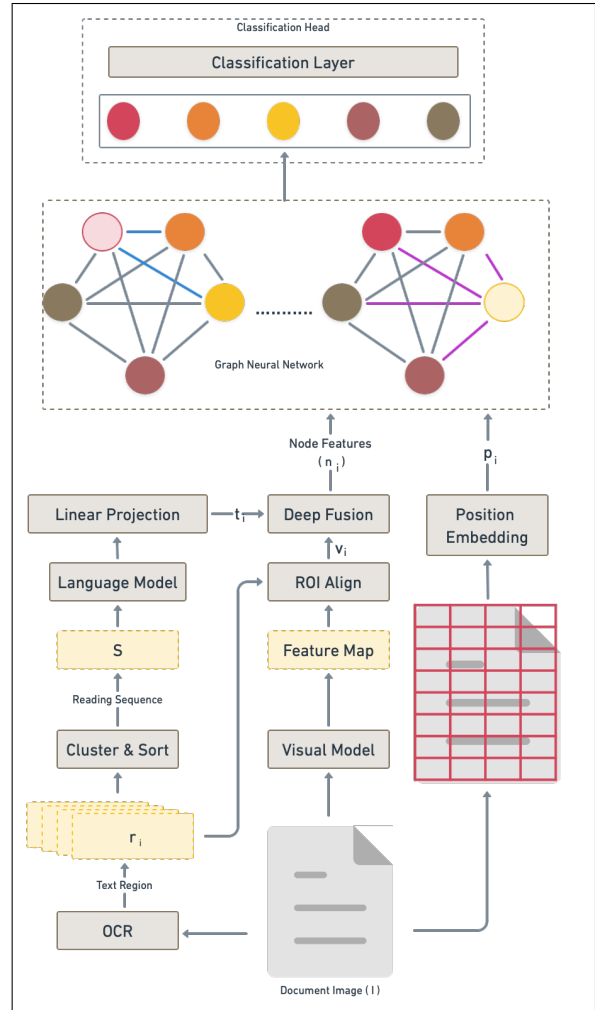 Classification Head
Classification Layer
Graph Neural Network
Node Features
( n i )
p i
Linear Projection
t i
Deep Fusion
Position
Embedding
v i
Language Model
ROI Align
S
Feature Map
Reading Sequence
Cluster & Sort
Visual Model
r i
Text Region
OCR
Document Image ( I )